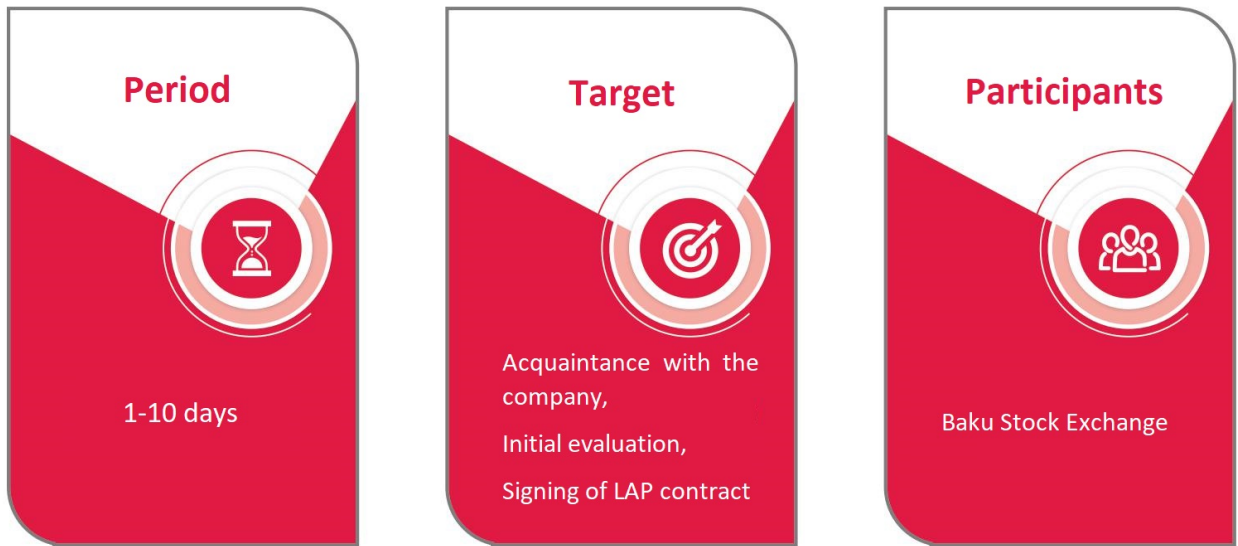 Period
1-10 days
Target
Acquaintance with the
company,
Initial evaluation,
Signing of LAP contract
Participants
Baku Stock Exchange